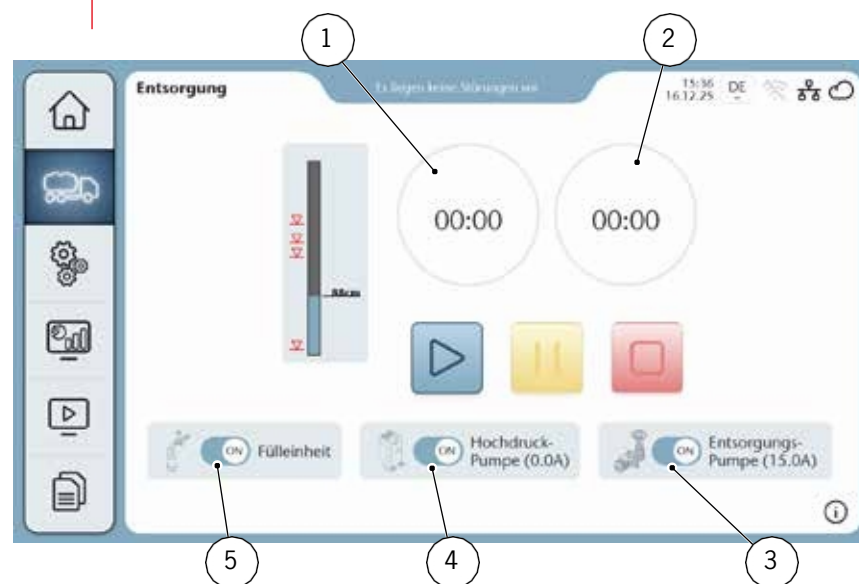 1
2
Entsorgung
Es liegen keine Störungen vor
15:36
16.12.25
DE
00:00
00:00
88cm
ON
Fülleinheit
ON
Hochdruck-
Pumpe (0.0A)
ON
Entsorgungs-
Pumpe (15.0A)
i
5
4
3